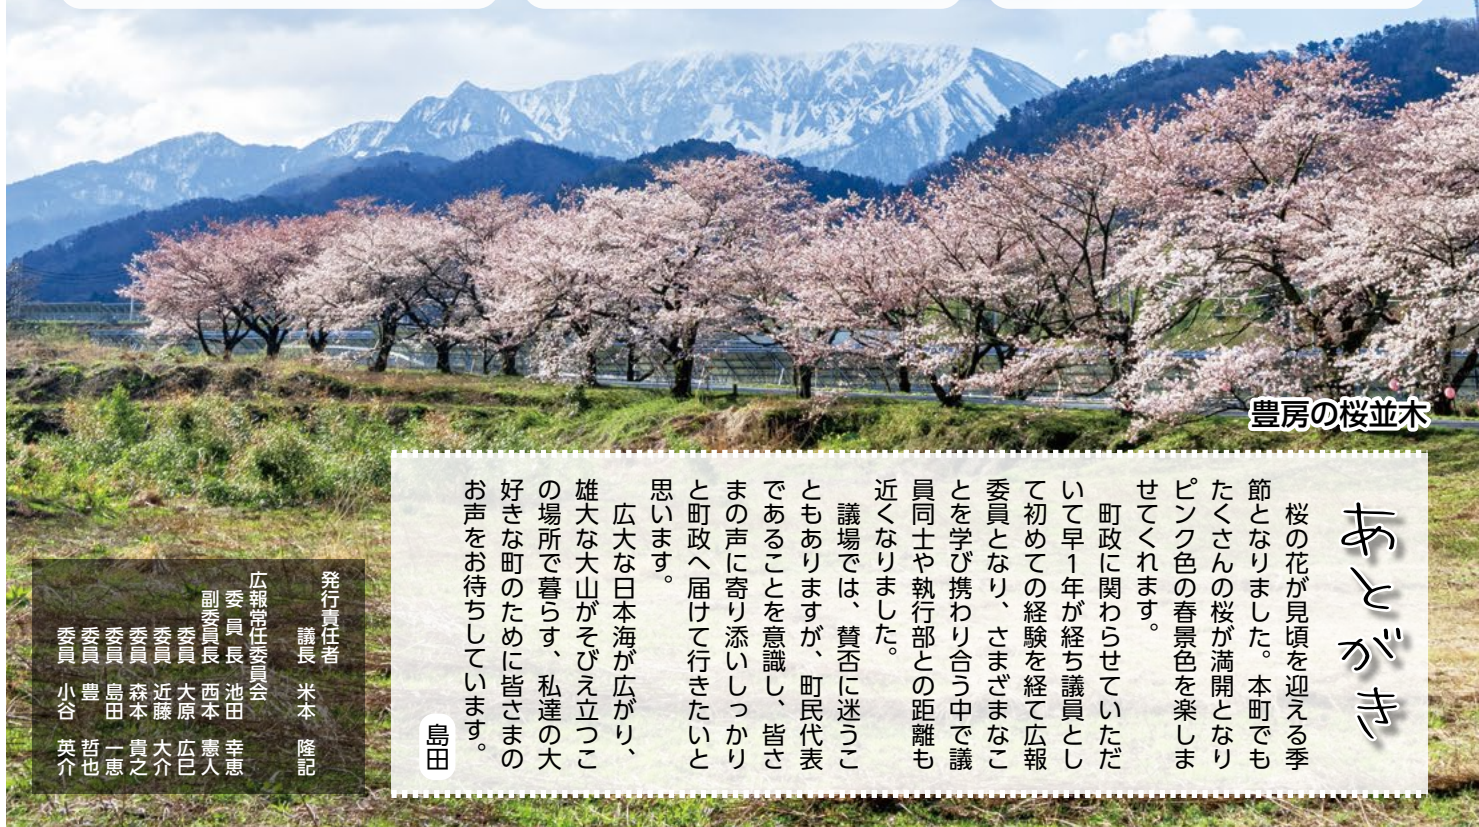 豊房の桜並木
あとがき
桜の花が見頃を迎える季
節となりました。本町でも
たくさんの桜が満開となり
ピンク色の春景色を楽しま
せてくれます。
町政に関わらせていただ
いて早1年が経ち議員とし
て初めての経験を経て広報
委員となり、さまざまなこ
とを学び携わり合う中で議
員同士や執行部との距離も
近くなりました。
議場では、賛否に迷うこ
ともありますが、町民代表
であることを意識し、皆さ
まの声に寄り添いしっかり
と町政へ届けて行きたいと
思います。
広大な日本海が広がり、
雄大な大山がそびえ立つこ
の場所で暮らす、私達の大
好きな町のために皆さまの
お声をお待ちしています。
島田
発行責任者
議長 米本 隆記
広報常任委員会
委員長 池田 幸恵
副委員長 西本 憲人
委員 大原 広巳
委員 近藤 大介
委員 森本 貴之
委員 島田 一恵
委員 豊 哲也
委員 小谷 英介